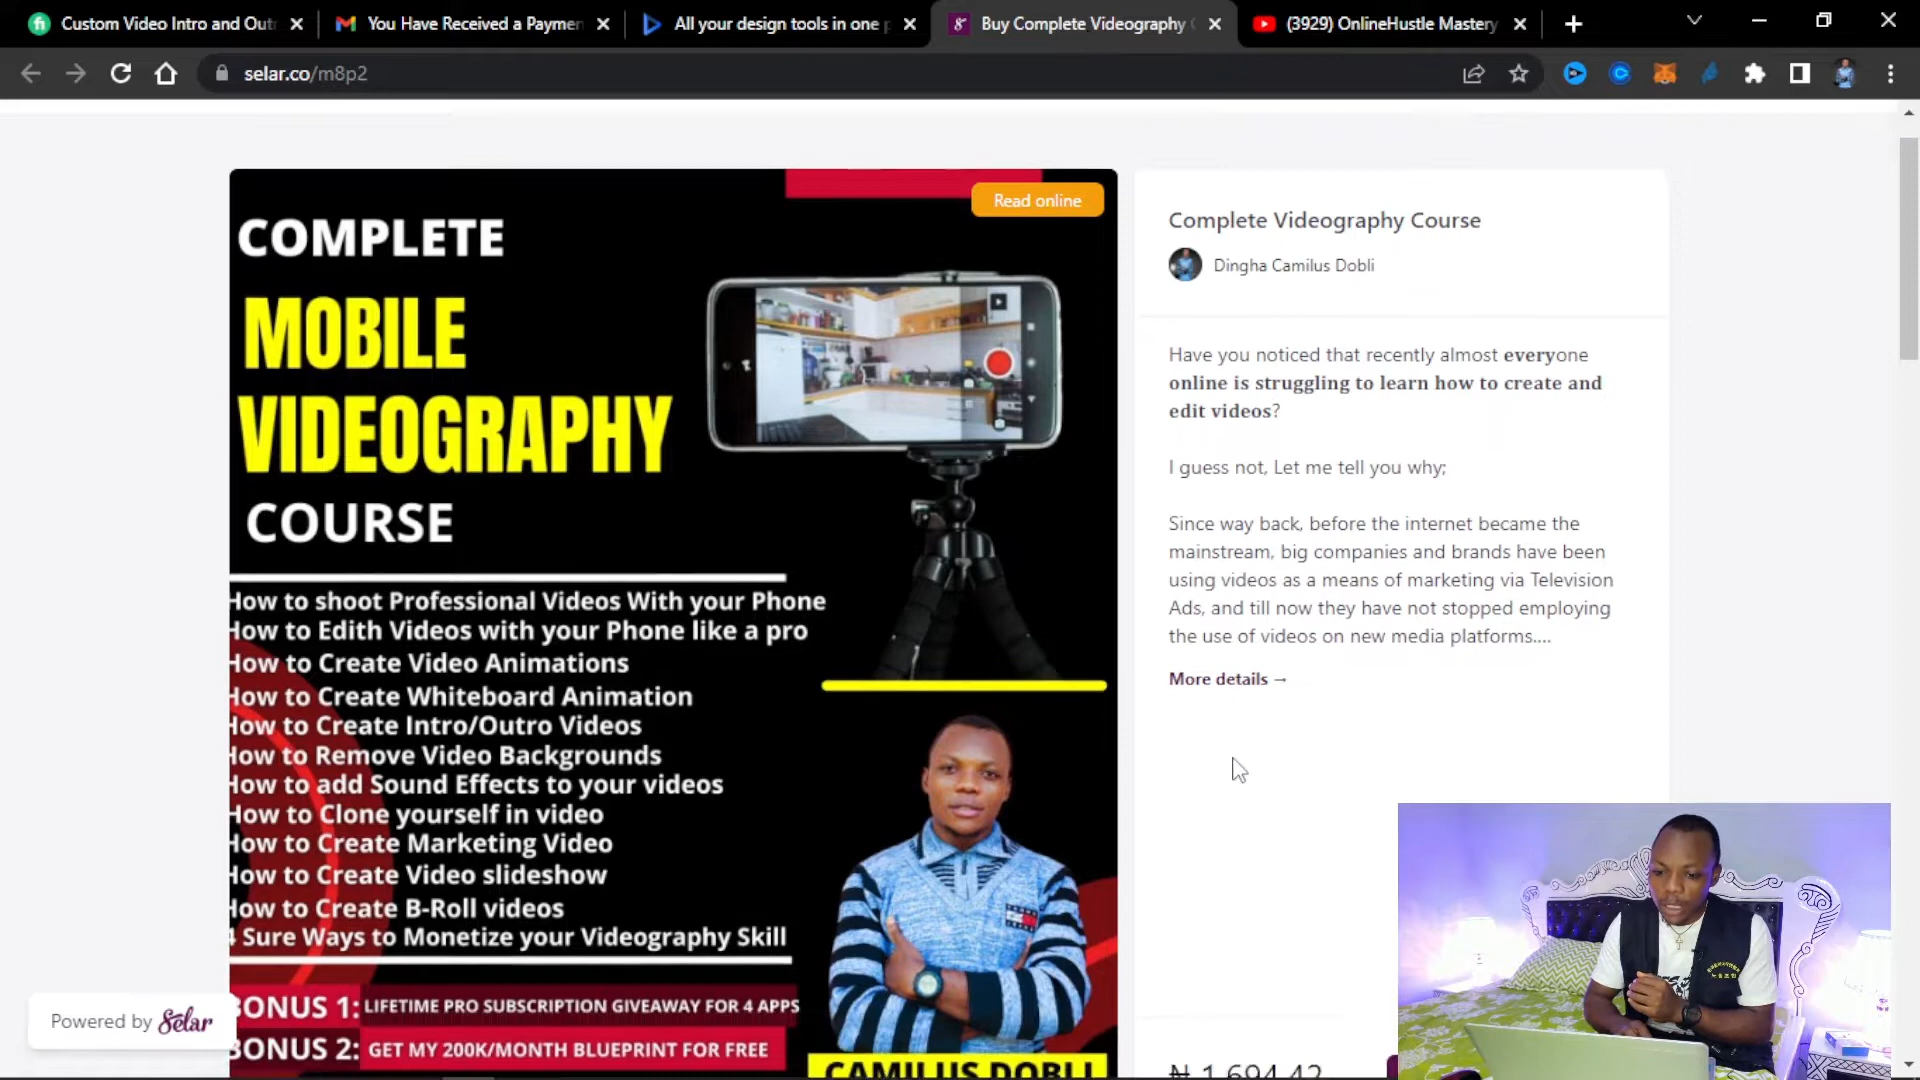 Custom Video Intro and Out
You Have Received a Paymen
All your design tools in one p
Buy Complete Videography
(3929) OnlineHustle Mastery
selar.co/m8p2
Read online
COMPLETE
MOBILE
VIDEOGRAPHY
COURSE
How to shoot Professional Videos With your Phone
How to Edith Videos with your Phone like a pro
How to Create Video Animations
How to Create Whiteboard Animation
How to Create Intro/Outro Videos
How to Remove Video Backgrounds
How to add Sound Effects to your videos
How to Clone yourself in video
How to Create Marketing Video
How to Create Video slideshow
How to Create B-Roll videos
4 Sure Ways to Monetize your Videography Skill
BONUS 1: LIFETIME PRO SUBSCRIPTION GIVEAWAY FOR 4 APPS
BONUS 2: GET MY 200K/MONTH BLUEPRINT FOR FREE
CAMILUS DOBLI
Powered by Selar
Complete Videography Course
Dingha Camilus Dobli
Have you noticed that recently almost everyone
online is struggling to learn how to create and
edit videos?
I guess not, Let me tell you why;
Since way back, before the internet became the
mainstream, big companies and brands have been
using videos as a means of marketing via Television
Ads, and till now they have not stopped employing
the use of videos on new media platforms....
More details →
₦ 1,694.42